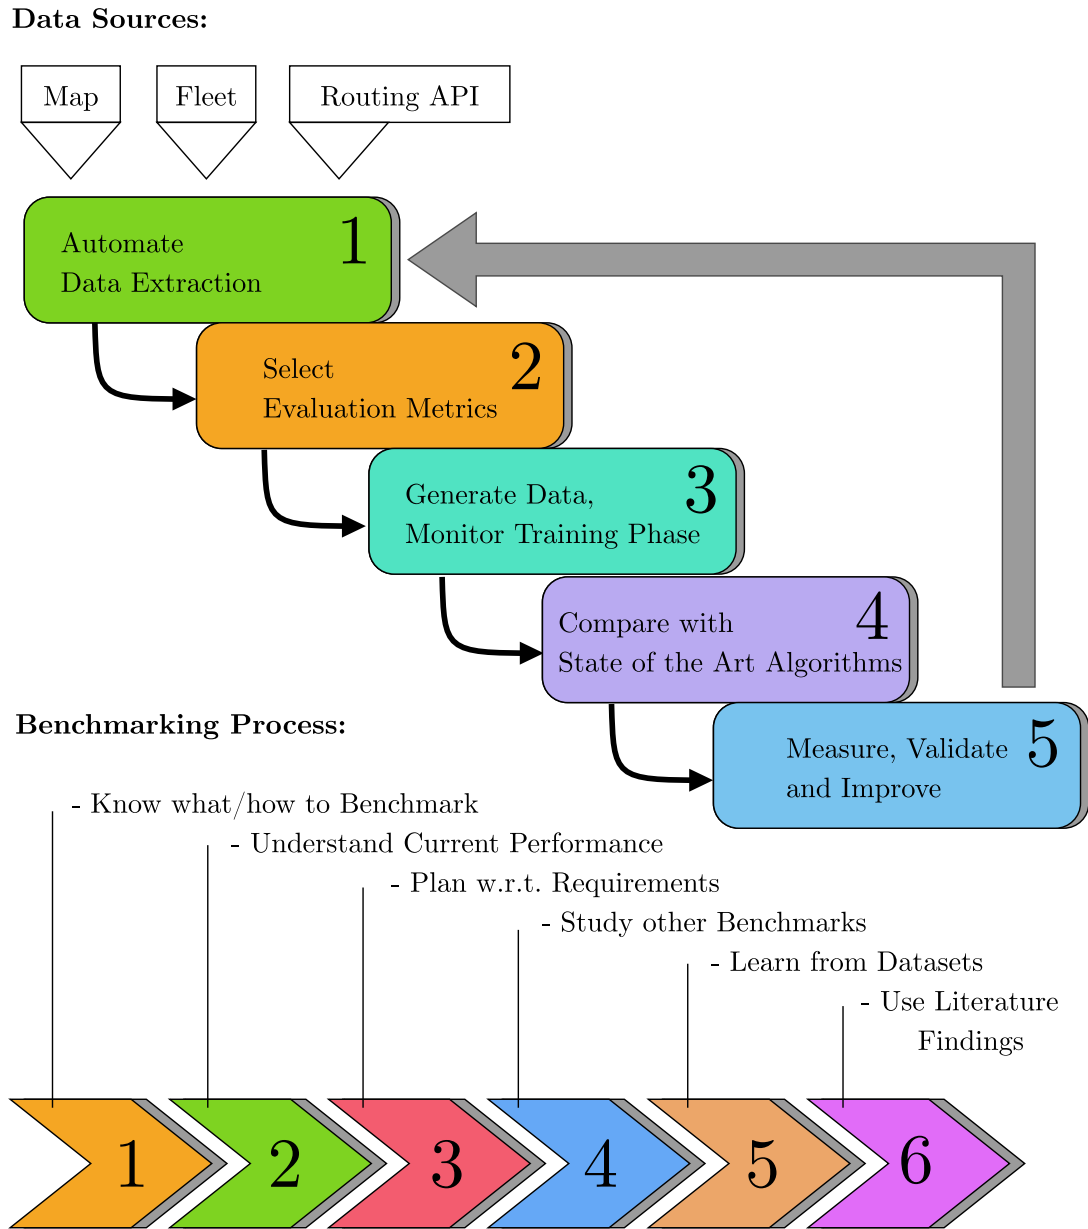 Data Sources:
Map
Fleet
Routing API
1
Automate
Data Extraction
2
Select
Evaluation Metrics
3
Generate Data,
Monitor Training Phase
4
Compare with
State of the Art Algorithms
5
Measure, Validate
and Improve
Benchmarking Process:
- Know what/how to Benchmark
- Understand Current Performance
- Plan w.r.t. Requirements
- Study other Benchmarks
- Learn from Datasets
- Use Literature
Findings
1
2
3
4
5
6